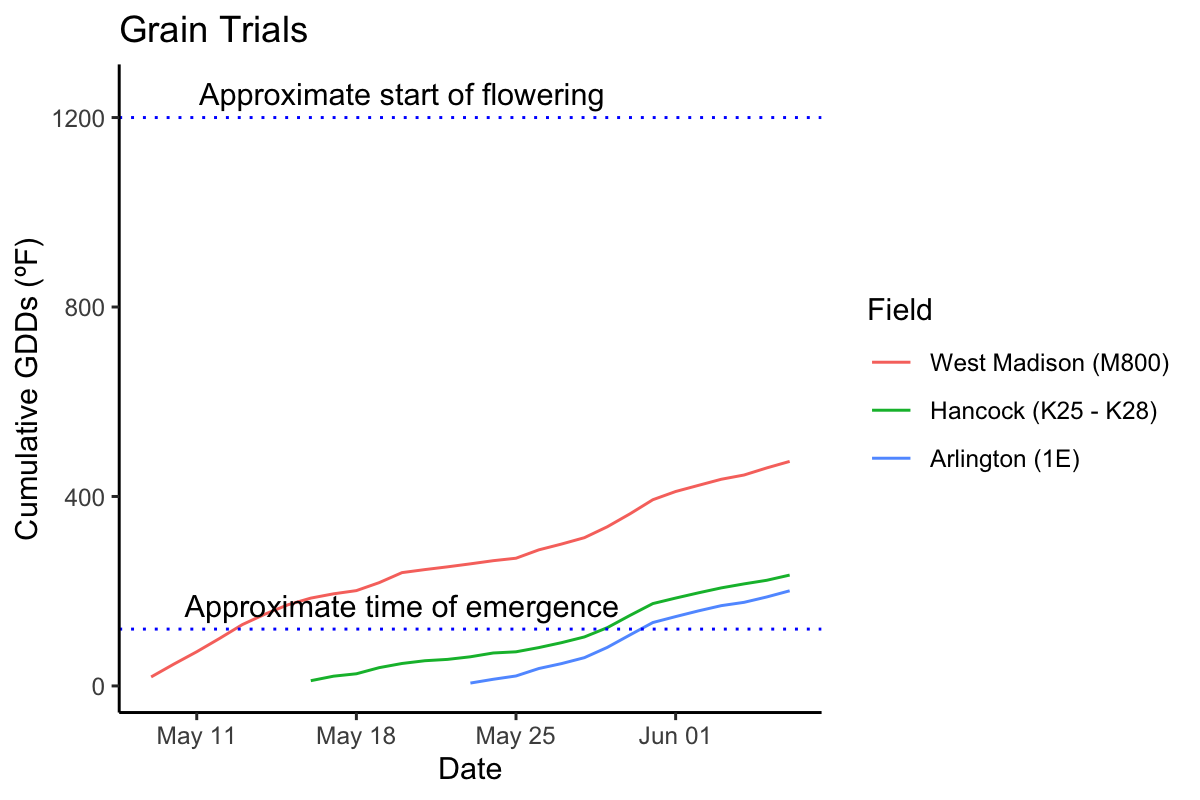 Grain Trials
Approximate start of flowering
1200
800
400
0
Cumulative GDDs (ºF)
Approximate time of emergence
May 11
May 18
May 25
Jun 01
Date
Field
West Madison (M800)
Hancock (K25 - K28)
Arlington (1E)